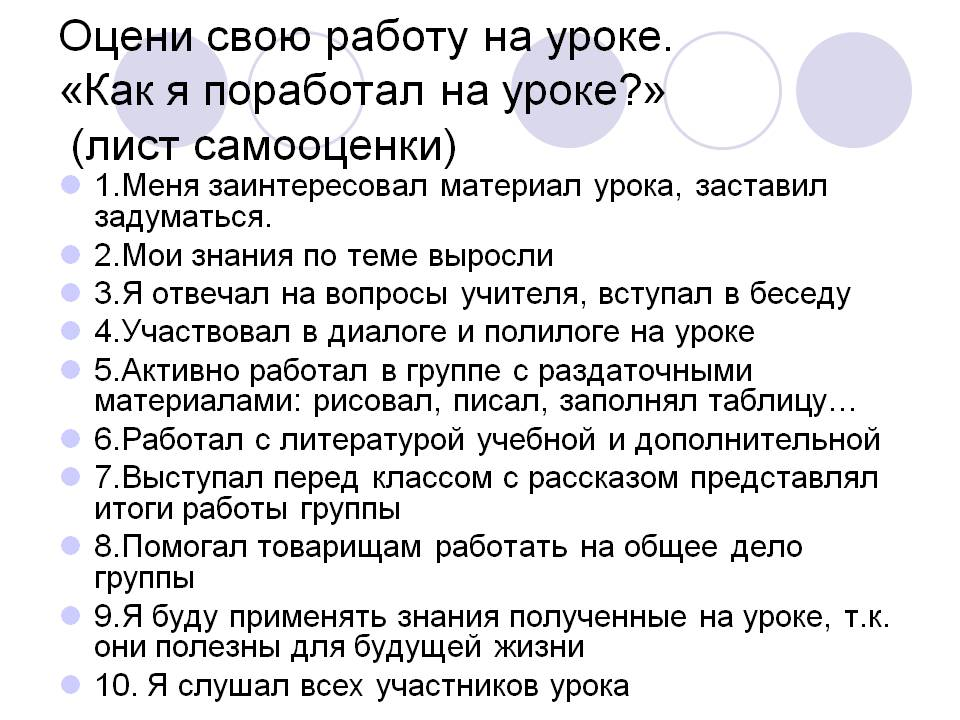 Оцени свою работу на уроке.
«Как я поработал на уроке?»
(лист самооценки)
1.Меня заинтересовал материал урока, заставил
задуматься.
2.Мои знания по теме выросли
3.Я отвечал на вопросы учителя, вступал в беседу
4.Участвовал в диалоге и полилоге на уроке
5.Активно работал в группе с раздаточными
материалами: рисовал, писал, заполнял таблицу…
6.Работал с литературой учебной и дополнительной
7.Выступал перед классом с рассказом представлял
итоги работы группы
8.Помогал товарищам работать на общее дело
группы
9.Я буду применять знания полученные на уроке, т.к.
они полезны для будущей жизни
10. Я слушал всех участников урока